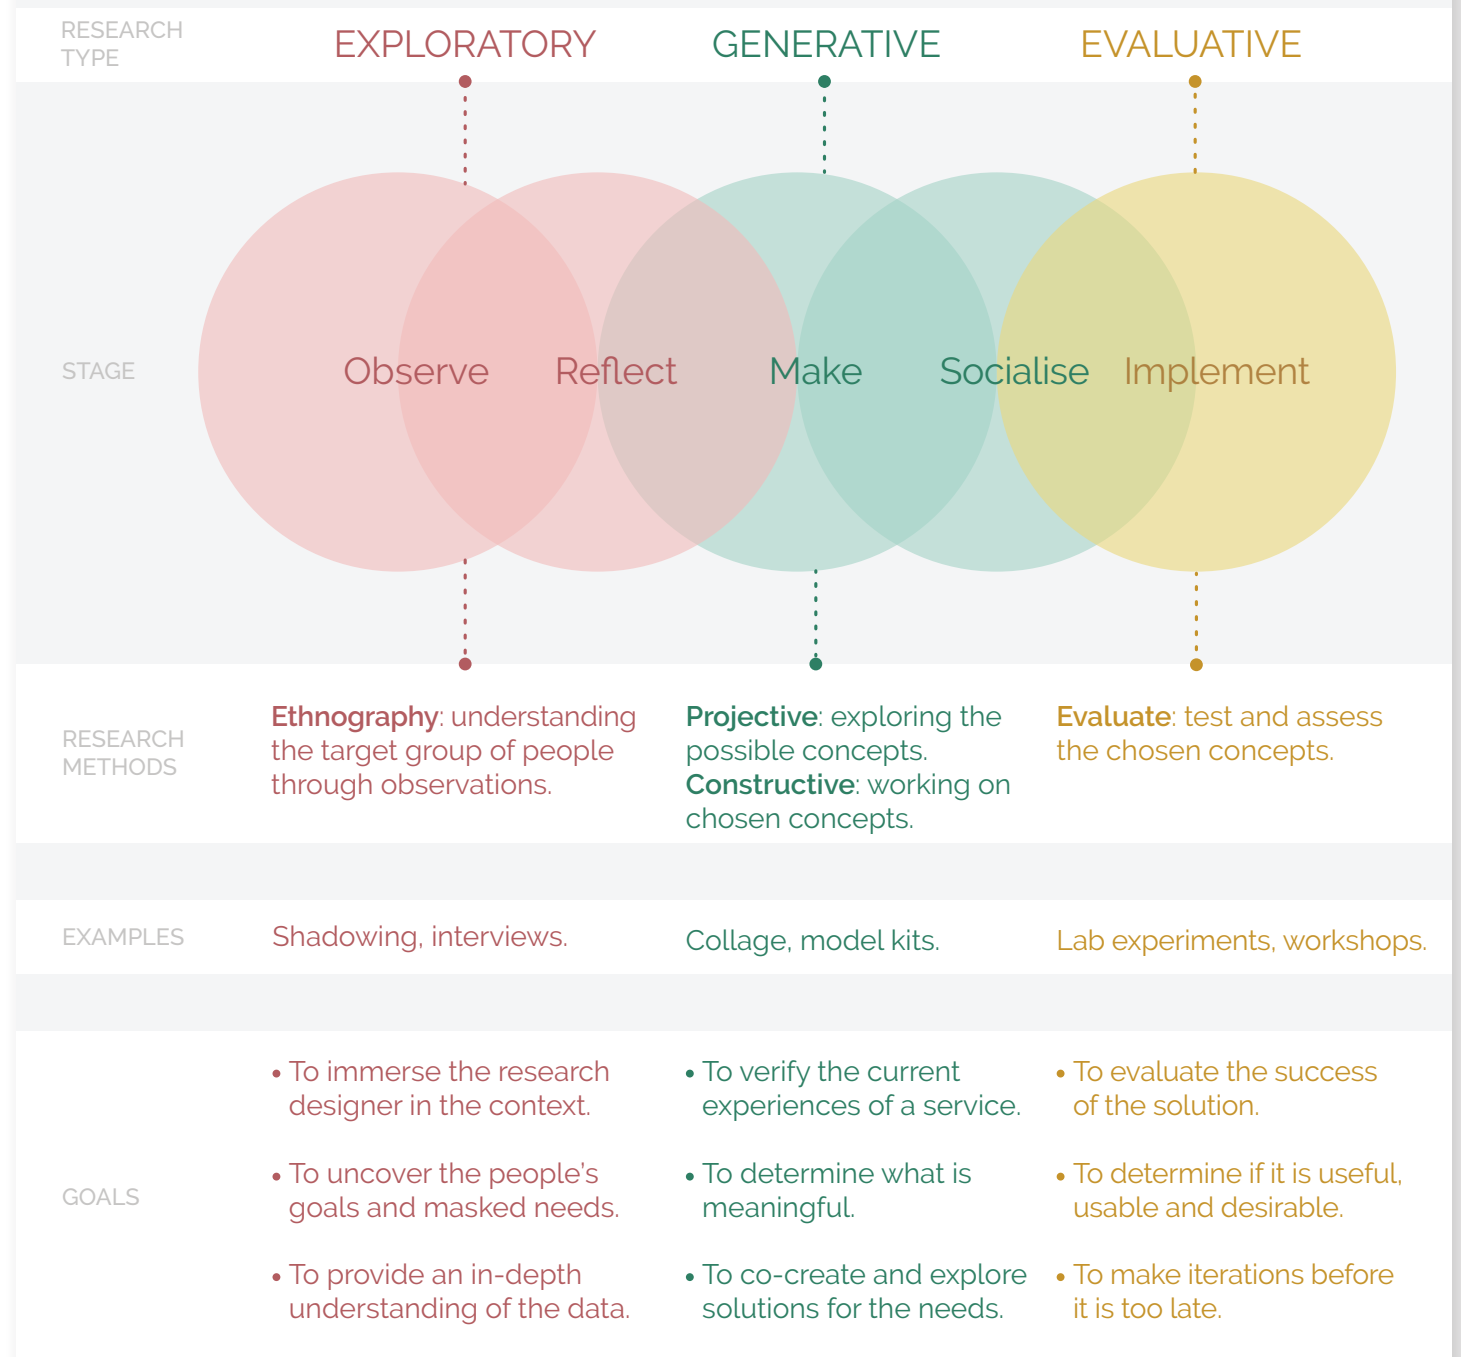 RESEARCH
TYPE
EXPLORATORY
GENERATIVE
EVALUATIVE
STAGE
Observe
Reflect
Make
Socialise
Implement
RESEARCH
METHODS
Ethnography: understanding
the target group of people
through observations.
Projective: exploring the
possible concepts.
Constructive: working on
chosen concepts.
Evaluate: test and assess
the chosen concepts.
EXAMPLES
Shadowing, interviews.
Collage, model kits.
Lab experiments, workshops.
GOALS
• To immerse the research
designer in the context.
• To uncover the people's
goals and masked needs.
• To provide an in-depth
understanding of the data.
• To verify the current
experiences of a service.
• To determine what is
meaningful.
• To co-create and explore
solutions for the needs.
• To evaluate the success
of the solution.
• To determine if it is useful,
usable and desirable.
• To make iterations before
it is too late.